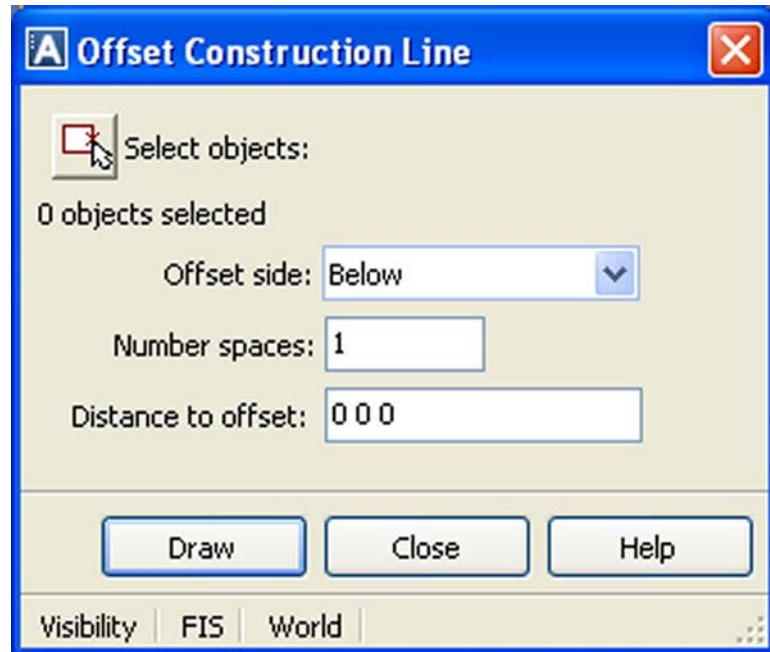 A Offset Construction Line
Select objects:
0 objects selected
Offset side: Below
Number spaces: 1
Distance to offset: 0 0 0
Draw Close Help
Visibility FIS World